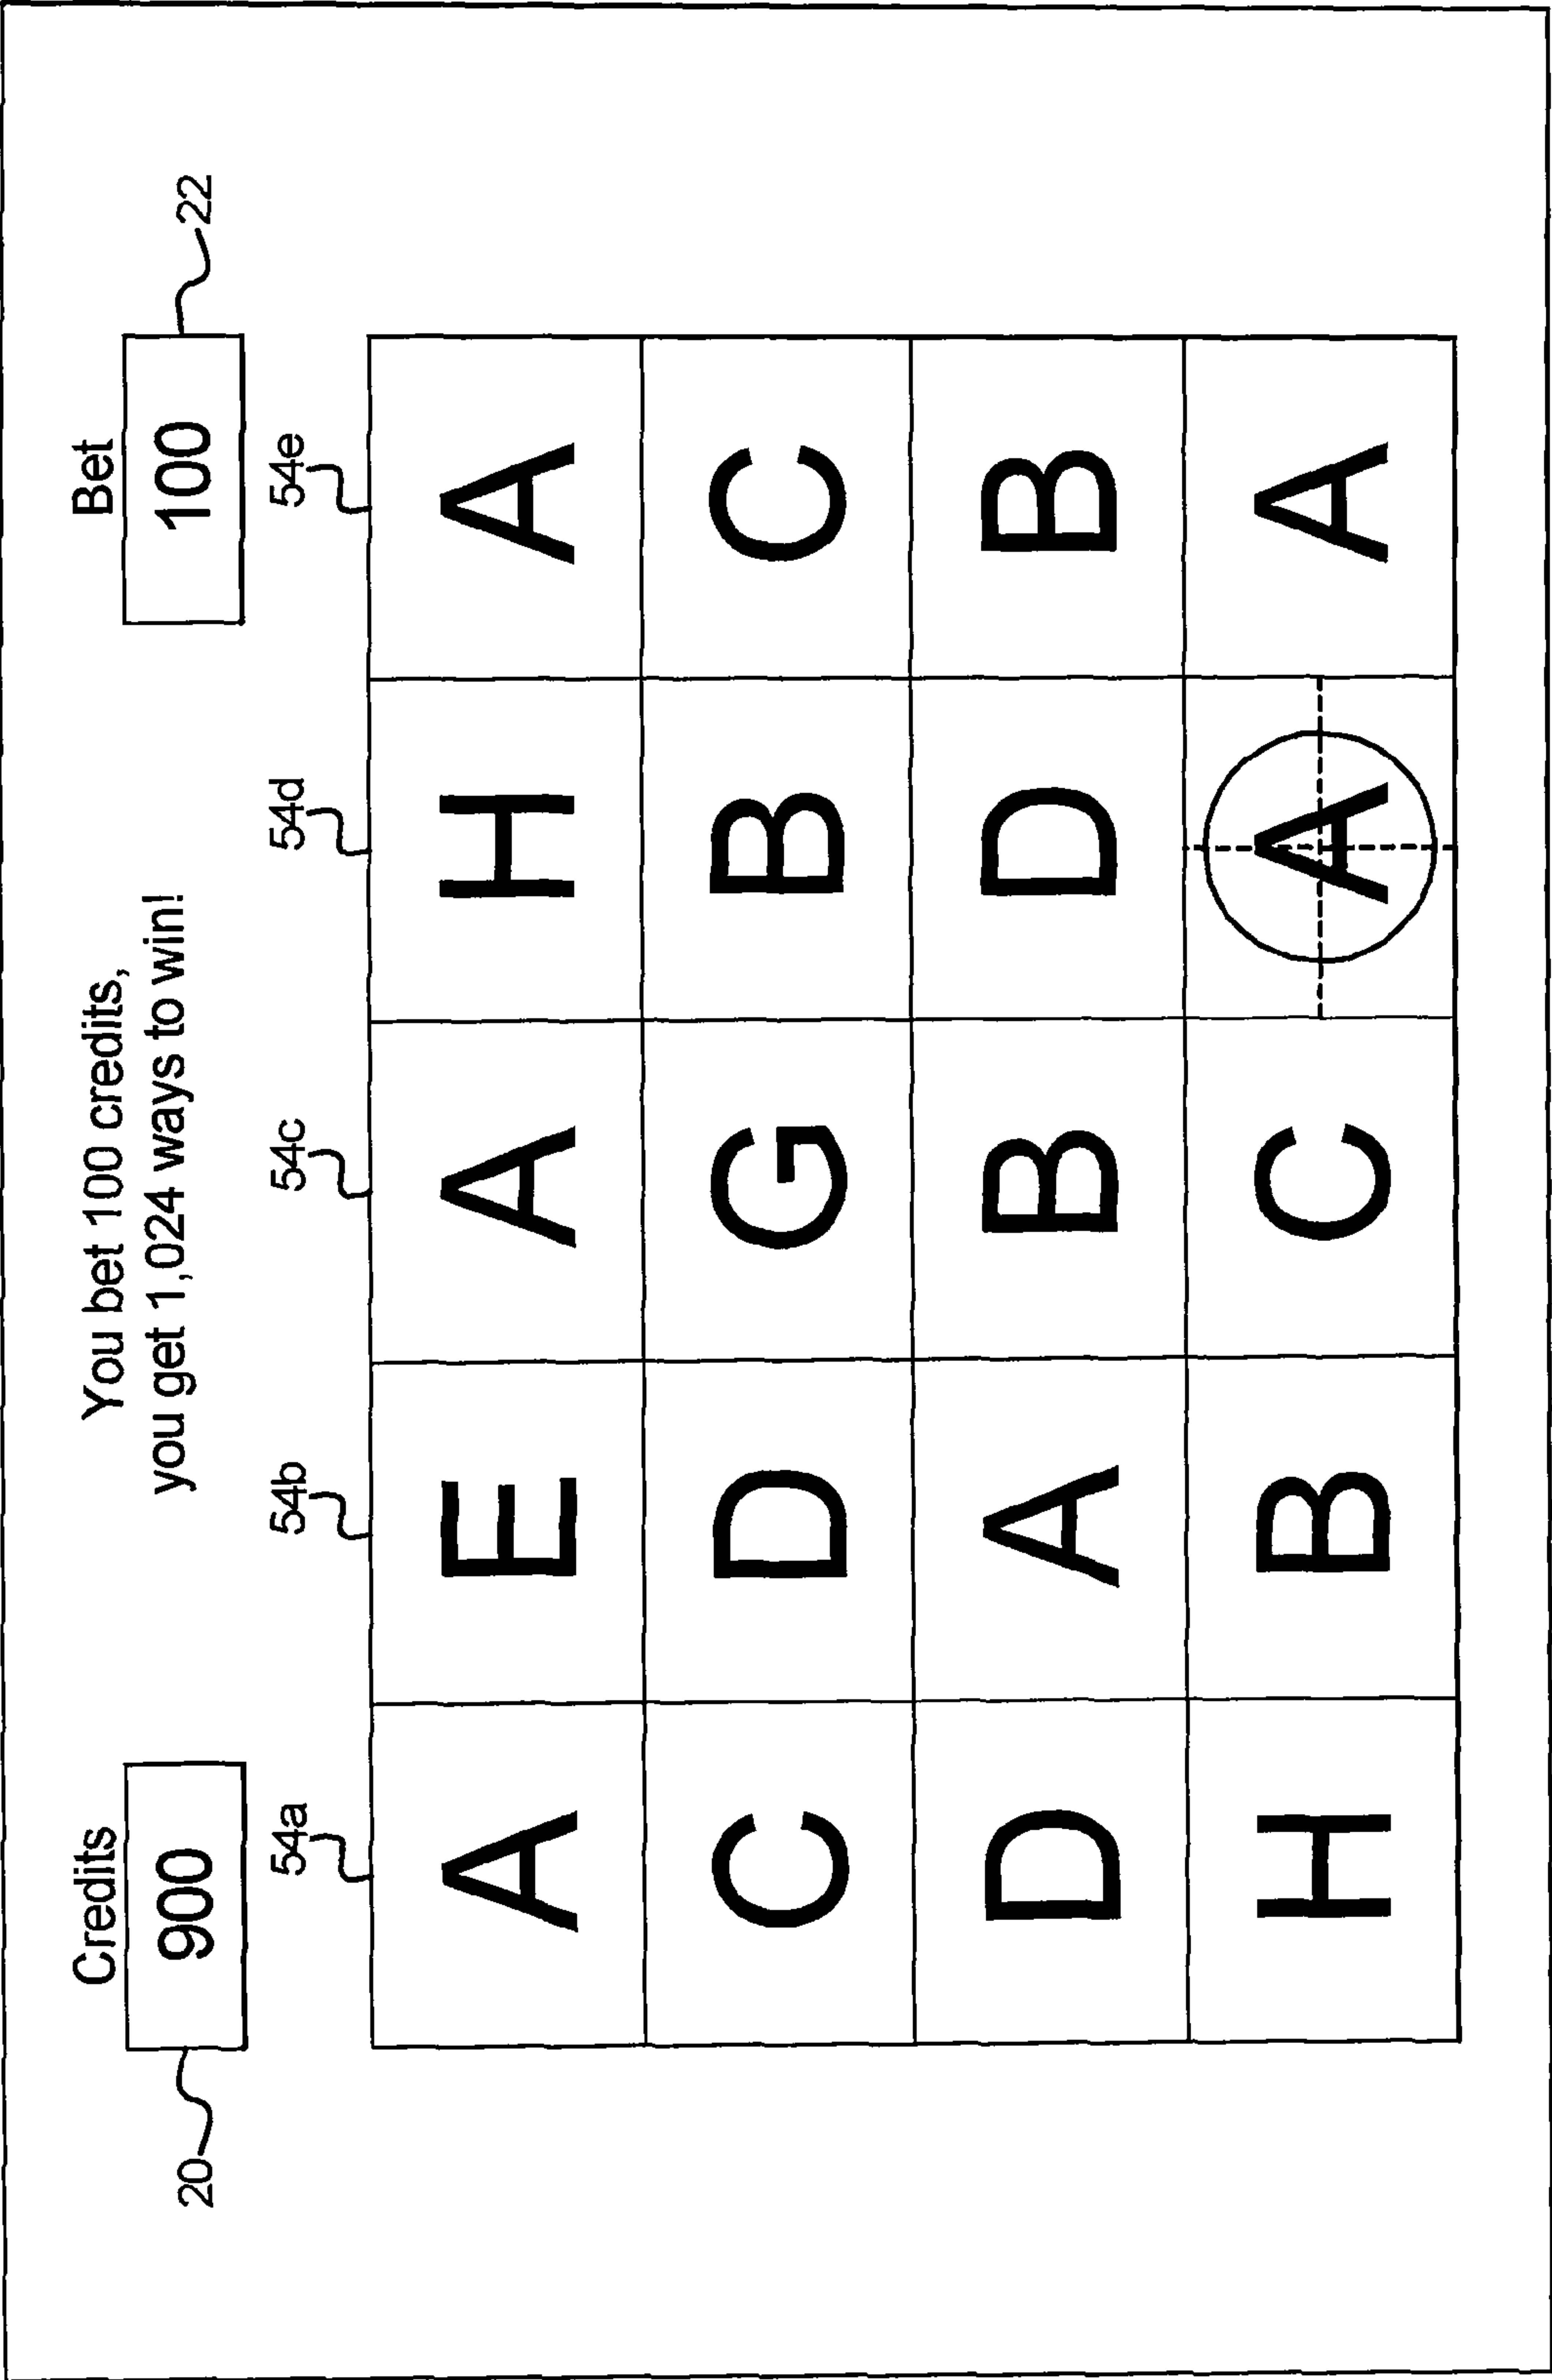 Credits
You bet 100 credits,
you get 1,024 ways to win!
Bet
20
900
100
22
54a 54b 54c 54d 54e
A E A H A
C D G B C
D A B D B
H B C A A